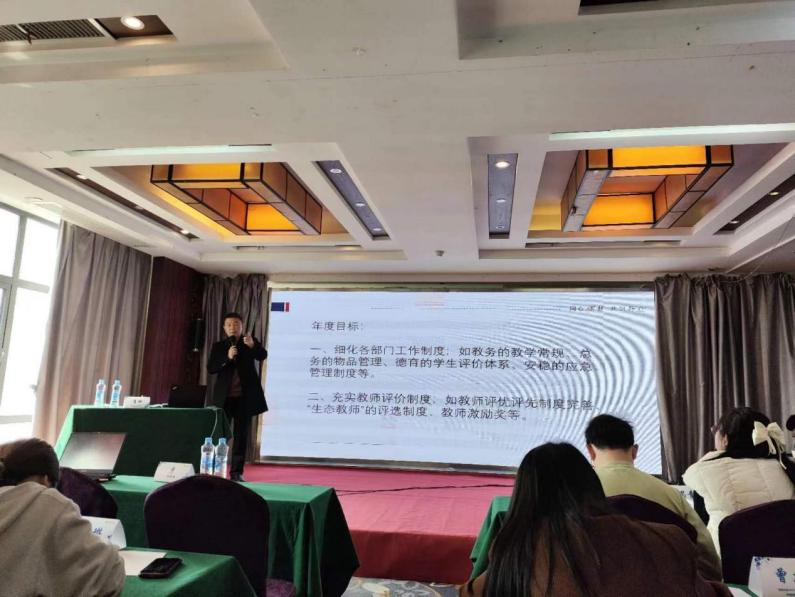 年度目标：
一、细化各部门工作制度；如教务的教学常规、总
务的物品管理、德育的学生评价体系、安稳的应急
管理制度等。
二、充实教师评价制度，如教师评优评先制度完善，
“生态教师”的评选制度、教师激励奖等。
曾